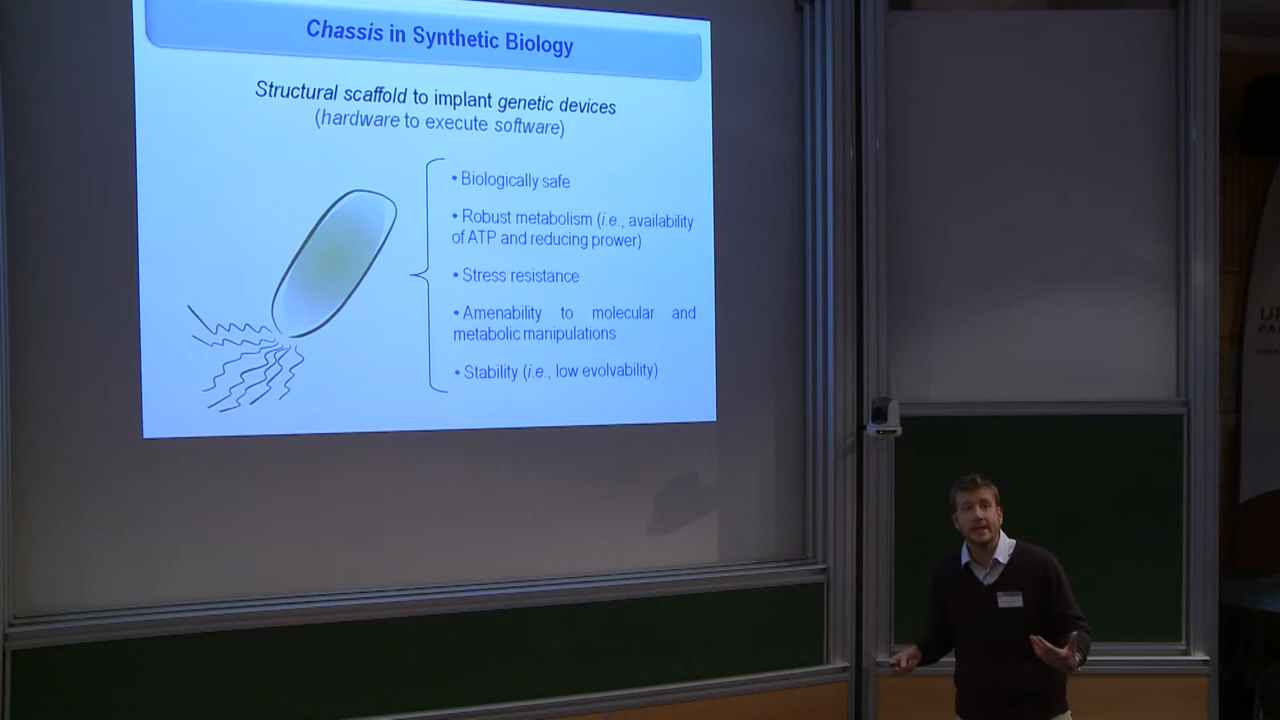 Chassis in Synthetic Biology
Structural scaffold to implant genetic devices
(hardware to execute software)
• Biologically safe
• Robust metabolism (i.e., availability
of ATP and reducing prower)
• Stress resistance
• Amenability to molecular and
metabolic manipulations
• Stability (i.e., low evolvability)